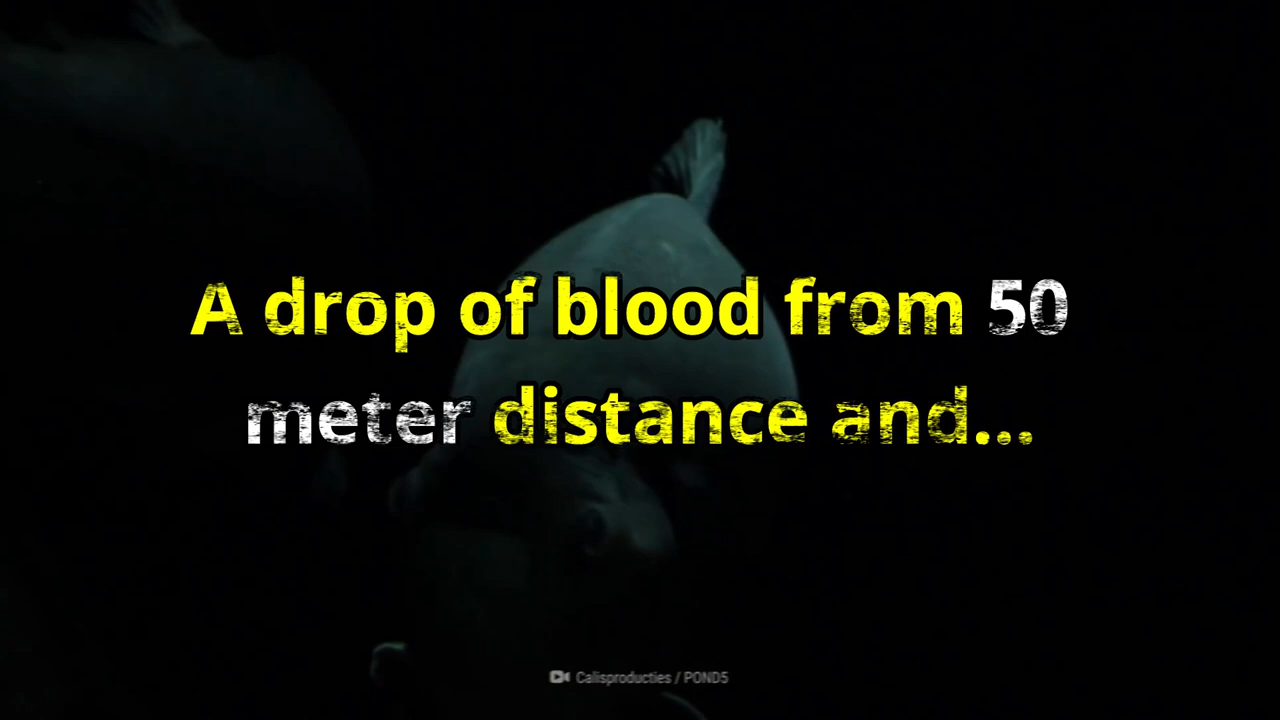 A drop of blood from 50
meter distance and...
Calisproducties / POND5